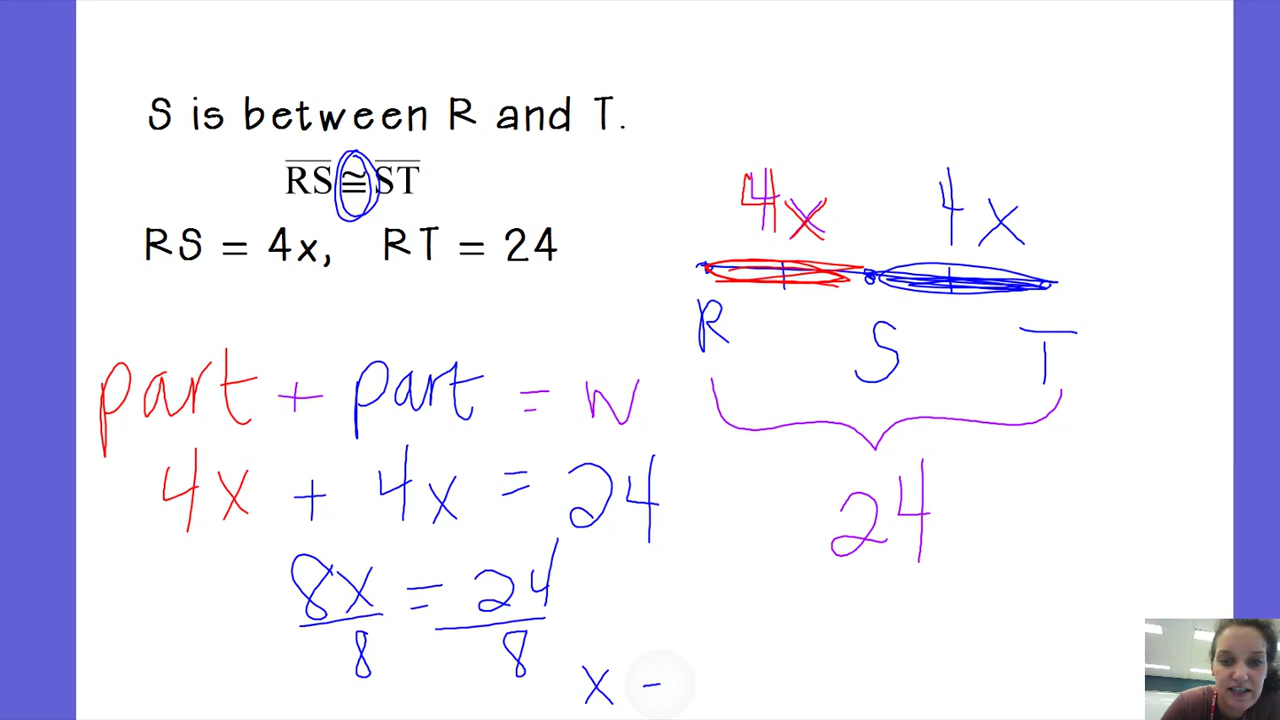 S is between R and T.
RS ≅ ST
RS = 4x, RT = 24
4x 4x
R S T
24
part + part = W
4x + 4x = 24
8x = 24
8 8
x -